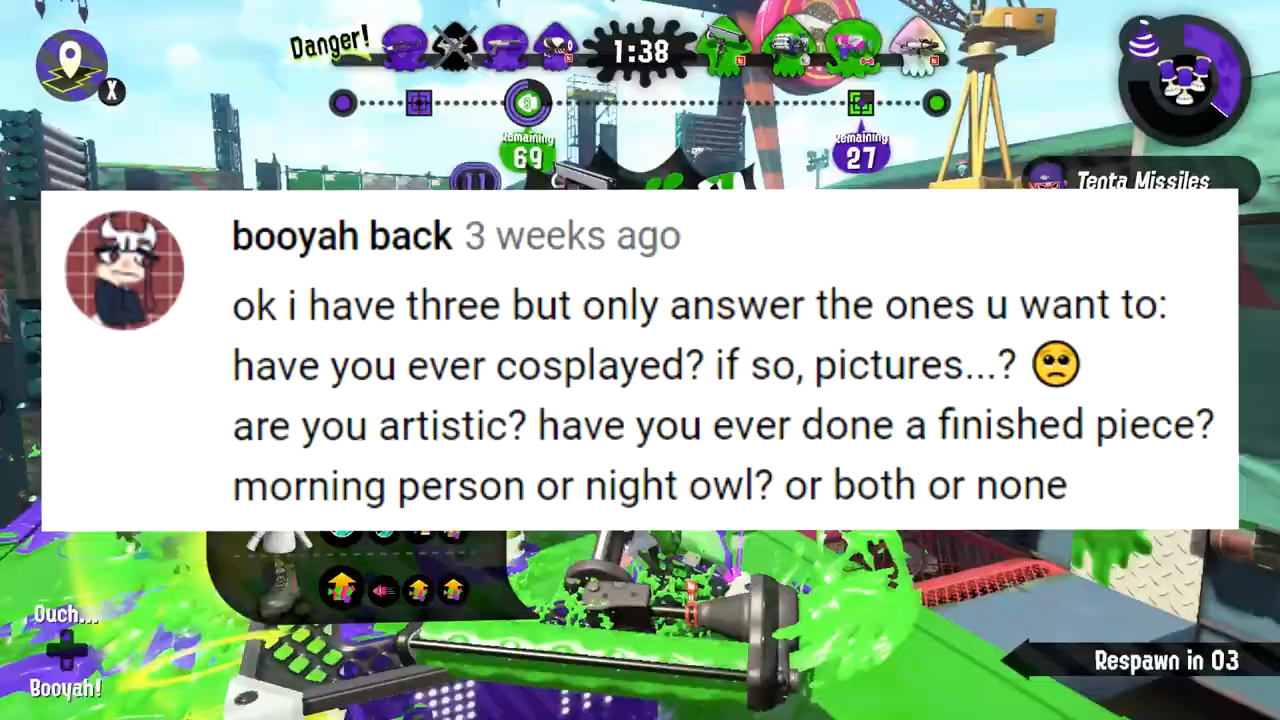 Danger!
1:38
X
8
Remaining
69
Remaining
27
Tenta Missiles
booyah back 3 weeks ago
ok i have three but only answer the ones u want to:
have you ever cosplayed? if so, pictures...? 🥺
are you artistic? have you ever done a finished piece?
morning person or night owl? or both or none
Ouch...
Booyah!
Respawn in 03